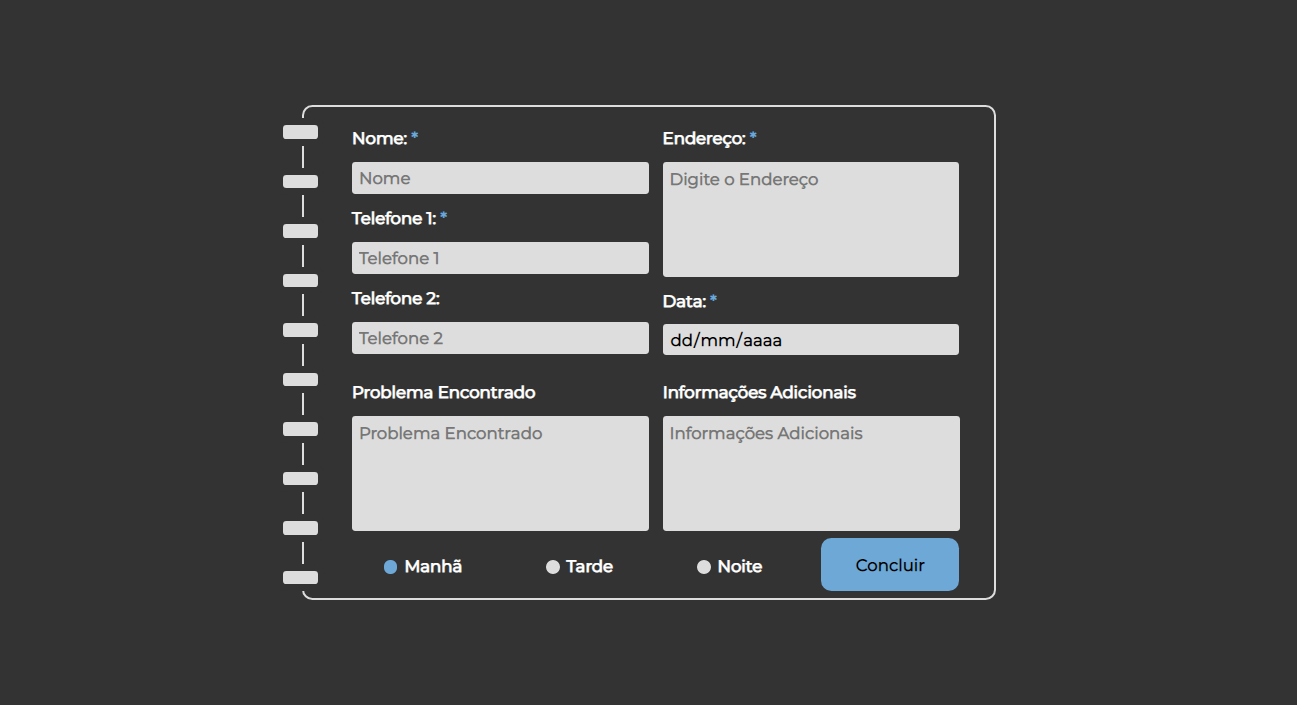 Nome: *
Nome
Telefone 1: *
Telefone 1
Telefone 2:
Telefone 2
Endereço: *
Digite o Endereço
Data: *
dd/mm/aaaa
Problema Encontrado
Problema Encontrado
Informações Adicionais
Informações Adicionais
Manhã
Tarde
Noite
Concluir